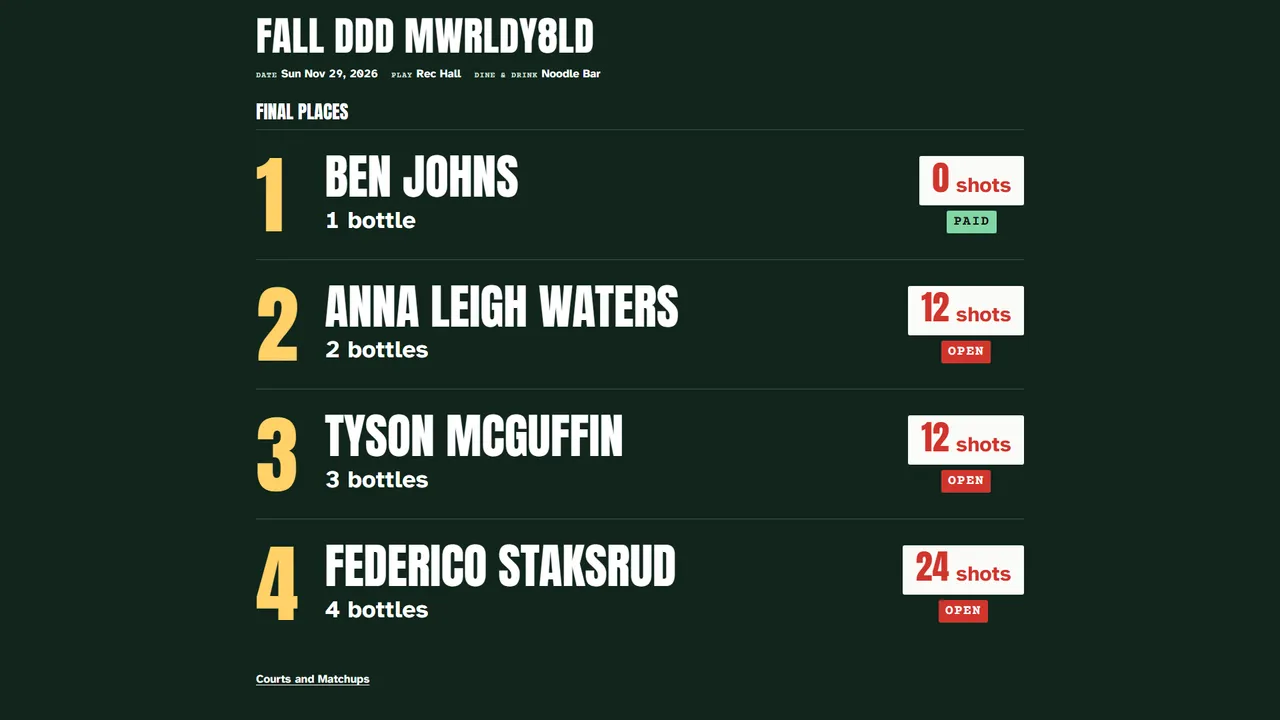 FALL DDD MWRLDY8LD
DATE Sun Nov 29, 2026 PLAY Rec Hall DINE & DRINK Noodle Bar
FINAL PLACES
1 BEN JOHNS 0 shots
1 bottle PAID
2 ANNA LEIGH WATERS 12 shots
2 bottles OPEN
3 TYSON MCGUFFIN 12 shots
3 bottles OPEN
4 FEDERICO STAKSRUD 24 shots
4 bottles OPEN
Courts and Matchups